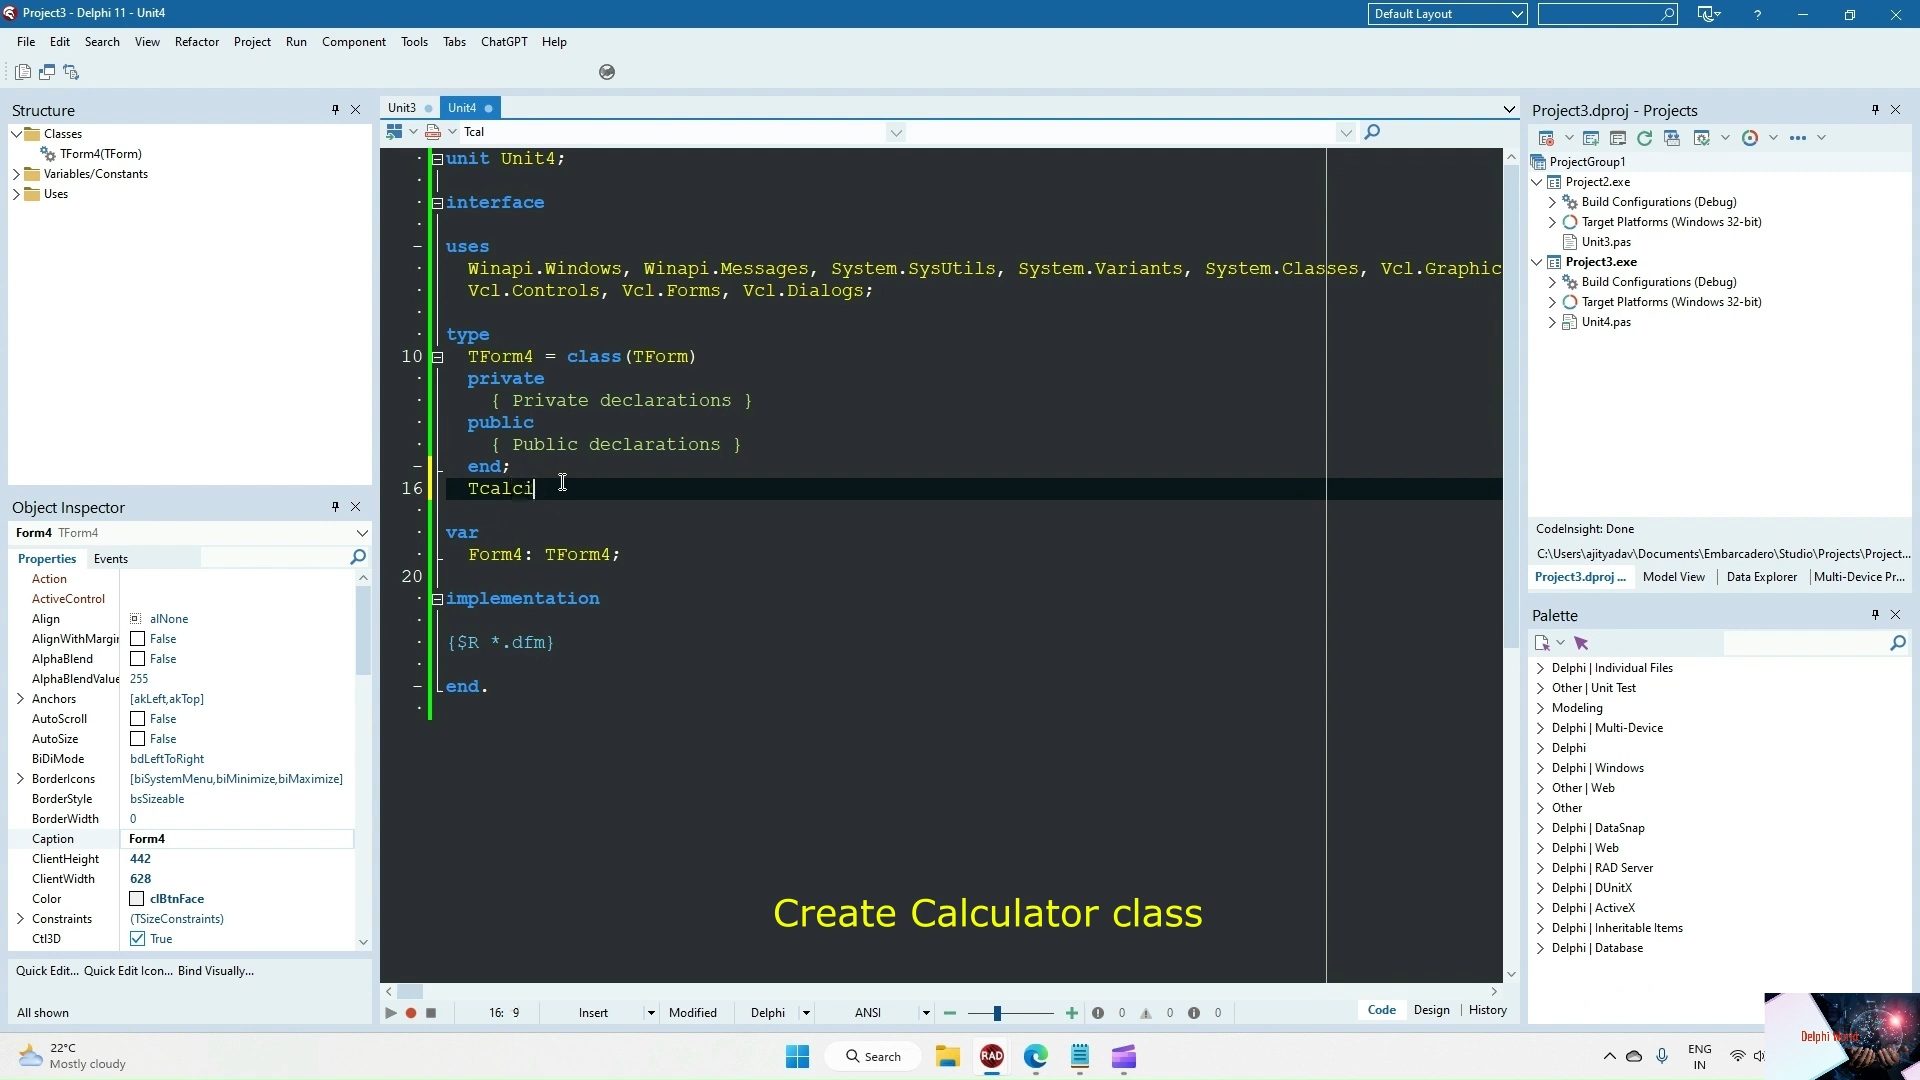 Project3 - Delphi 11 - Unit4
Default Layout
File Edit Search View Refactor Project Run Component Tools Tabs ChatGPT Help
Structure
Classes
TForm4(TForm)
Variables/Constants
Uses
Object Inspector
Form4 TForm4
Properties Events
Action
ActiveControl
Align alNone
AlignWithMargin False
AlphaBlend False
AlphaBlendValue 255
Anchors [akLeft,akTop]
AutoScroll False
AutoSize False
BiDiMode bdLeftToRight
BorderIcons [biSystemMenu,biMinimize,biMaximize]
BorderStyle bsSizeable
BorderWidth 0
Caption Form4
ClientHeight 442
ClientWidth 628
Color clBtnFace
Constraints (TSizeConstraints)
Ctl3D True
Quick Edit... Quick Edit Icon... Bind Visually...
All shown
Unit3 Unit4
Tcal
unit Unit4;
interface
uses
Winapi.Windows, Winapi.Messages, System.SysUtils, System.Variants, System.Classes, Vcl.Graphic
Vcl.Controls, Vcl.Forms, Vcl.Dialogs;
type
10 TForm4 = class(TForm)
private
{ Private declarations }
public
{ Public declarations }
end;
16 Tcalci
var
Form4: TForm4;
20
implementation
{$R *.dfm}
end.
Create Calculator class
16: 9 Insert Modified Delphi ANSI 0 0 0 Code Design History
Project3.dproj - Projects
ProjectGroup1
Project2.exe
Build Configurations (Debug)
Target Platforms (Windows 32-bit)
Unit3.pas
Project3.exe
Build Configurations (Debug)
Target Platforms (Windows 32-bit)
Unit4.pas
CodeInsight: Done
C:\Users\ajityadav\Documents\Embarcadero\Studio\Projects\Project...
Project3.dproj ... Model View Data Explorer Multi-Device Pr...
Palette
Delphi | Individual Files
Other | Unit Test
Modeling
Delphi | Multi-Device
Delphi
Delphi | Windows
Other | Web
Other
Delphi | DataSnap
Delphi | Web
Delphi | RAD Server
Delphi | DUnitX
Delphi | ActiveX
Delphi | Inheritable Items
Delphi | Database
Delphi World
22°C
Mostly cloudy
Search
RAD
ENG
IN